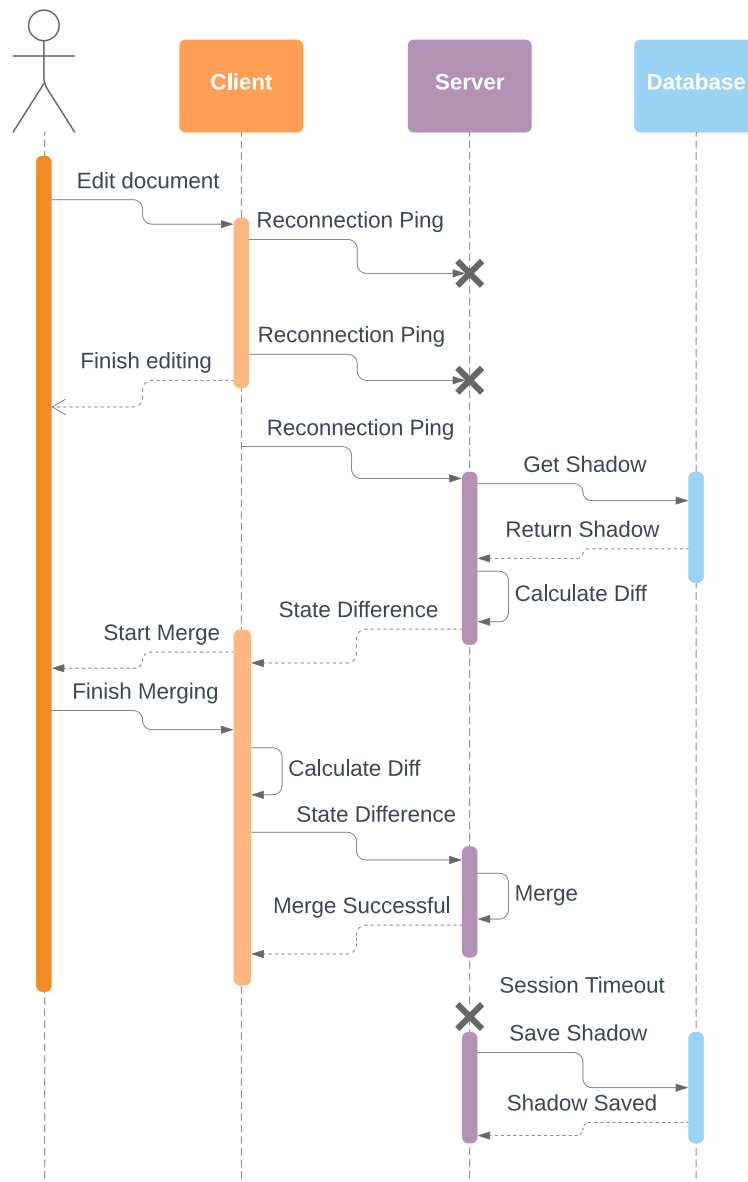 Client
Server
Database
Edit document
Reconnection Ping
Reconnection Ping
Finish editing
Reconnection Ping
Get Shadow
Return Shadow
Calculate Diff
State Difference
Start Merge
Finish Merging
Calculate Diff
State Difference
Merge
Merge Successful
Session Timeout
Save Shadow
Shadow Saved